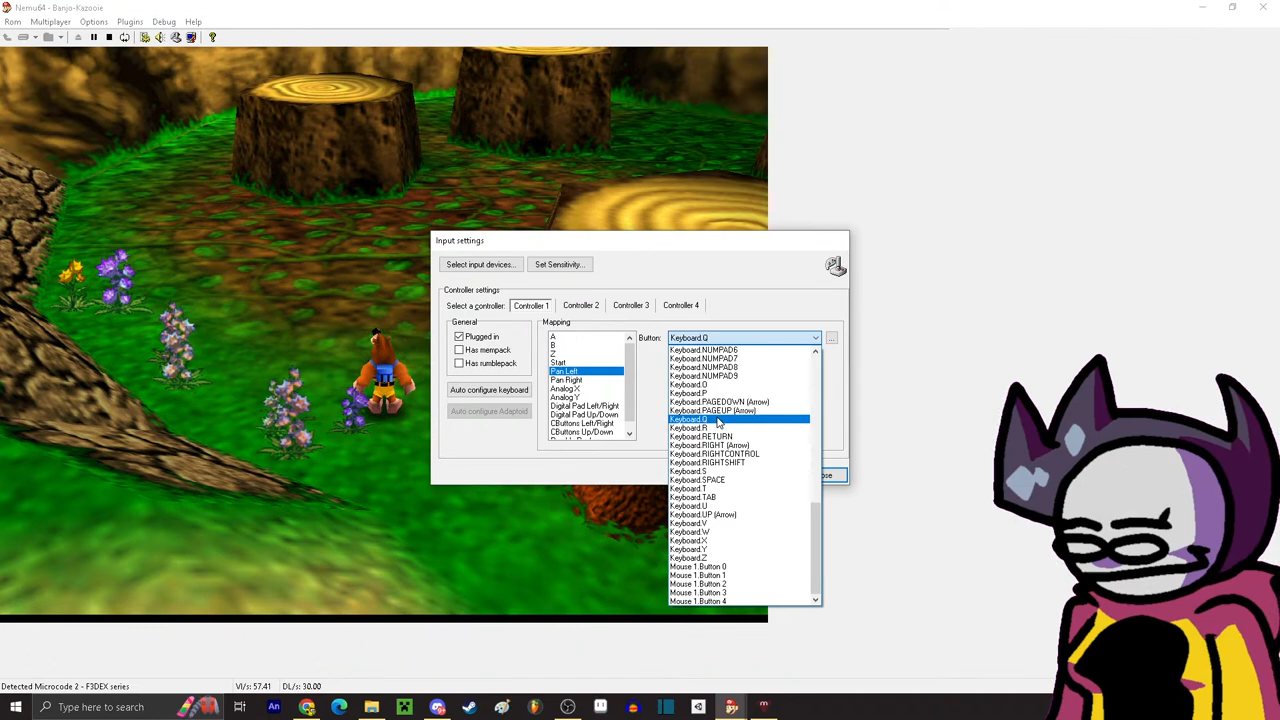 Nemu64 - Banjo-Kazooie
Rom Multiplayer Options Plugins Debug Help
Input settings
Select input devices... Set Sensitivity...
Controller settings
Select a controller: Controller 1 Controller 2 Controller 3 Controller 4
General
Plugged in
Has mempack
Has rumblepack
Auto configure keyboard
Auto configure Adaptoid
Mapping
A
B
Z
Start
Pan Left
Pan Right
Analog X
Analog Y
Digital Pad Left/Right
Digital Pad Up/Down
CButtons Left/Right
CButtons Up/Down
Button: Keyboard.Q ...
Keyboard.NUMPAD6
Keyboard.NUMPAD7
Keyboard.NUMPAD8
Keyboard.NUMPAD9
Keyboard.O
Keyboard.P
Keyboard.PAGEDOWN (Arrow)
Keyboard.PAGEUP (Arrow)
Keyboard.Q
Keyboard.R
Keyboard.RETURN
Keyboard.RIGHT (Arrow)
Keyboard.RIGHTCONTROL
Keyboard.RIGHTSHIFT
Keyboard.S
Keyboard.SPACE
Keyboard.T
Keyboard.TAB
Keyboard.U
Keyboard.UP (Arrow)
Keyboard.V
Keyboard.W
Keyboard.X
Keyboard.Y
Keyboard.Z
Mouse 1.Button 0
Mouse 1.Button 1
Mouse 1.Button 2
Mouse 1.Button 3
Mouse 1.Button 4
ose
Detected Microcode 2 - F3DEX series VI/s: 57.41 DL/s: 30.00
Type here to search
An